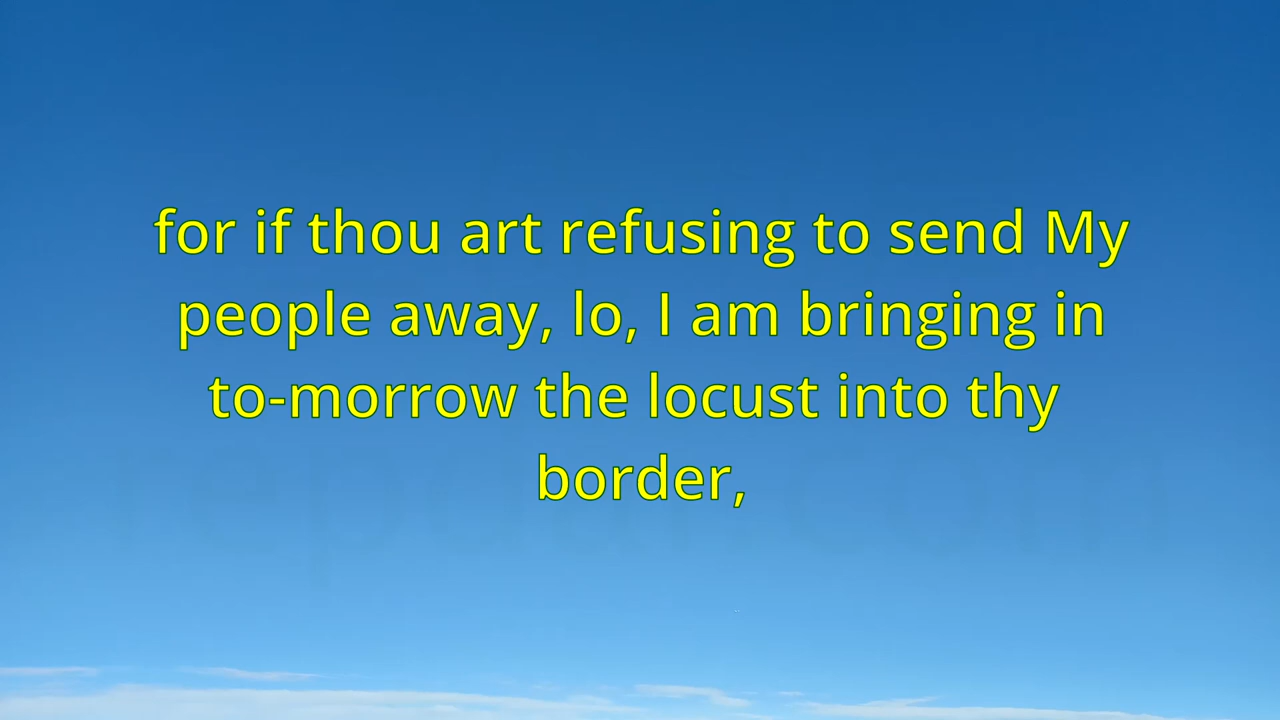 for if thou art refusing to send My
people away, lo, I am bringing in
to-morrow the locust into thy
border,